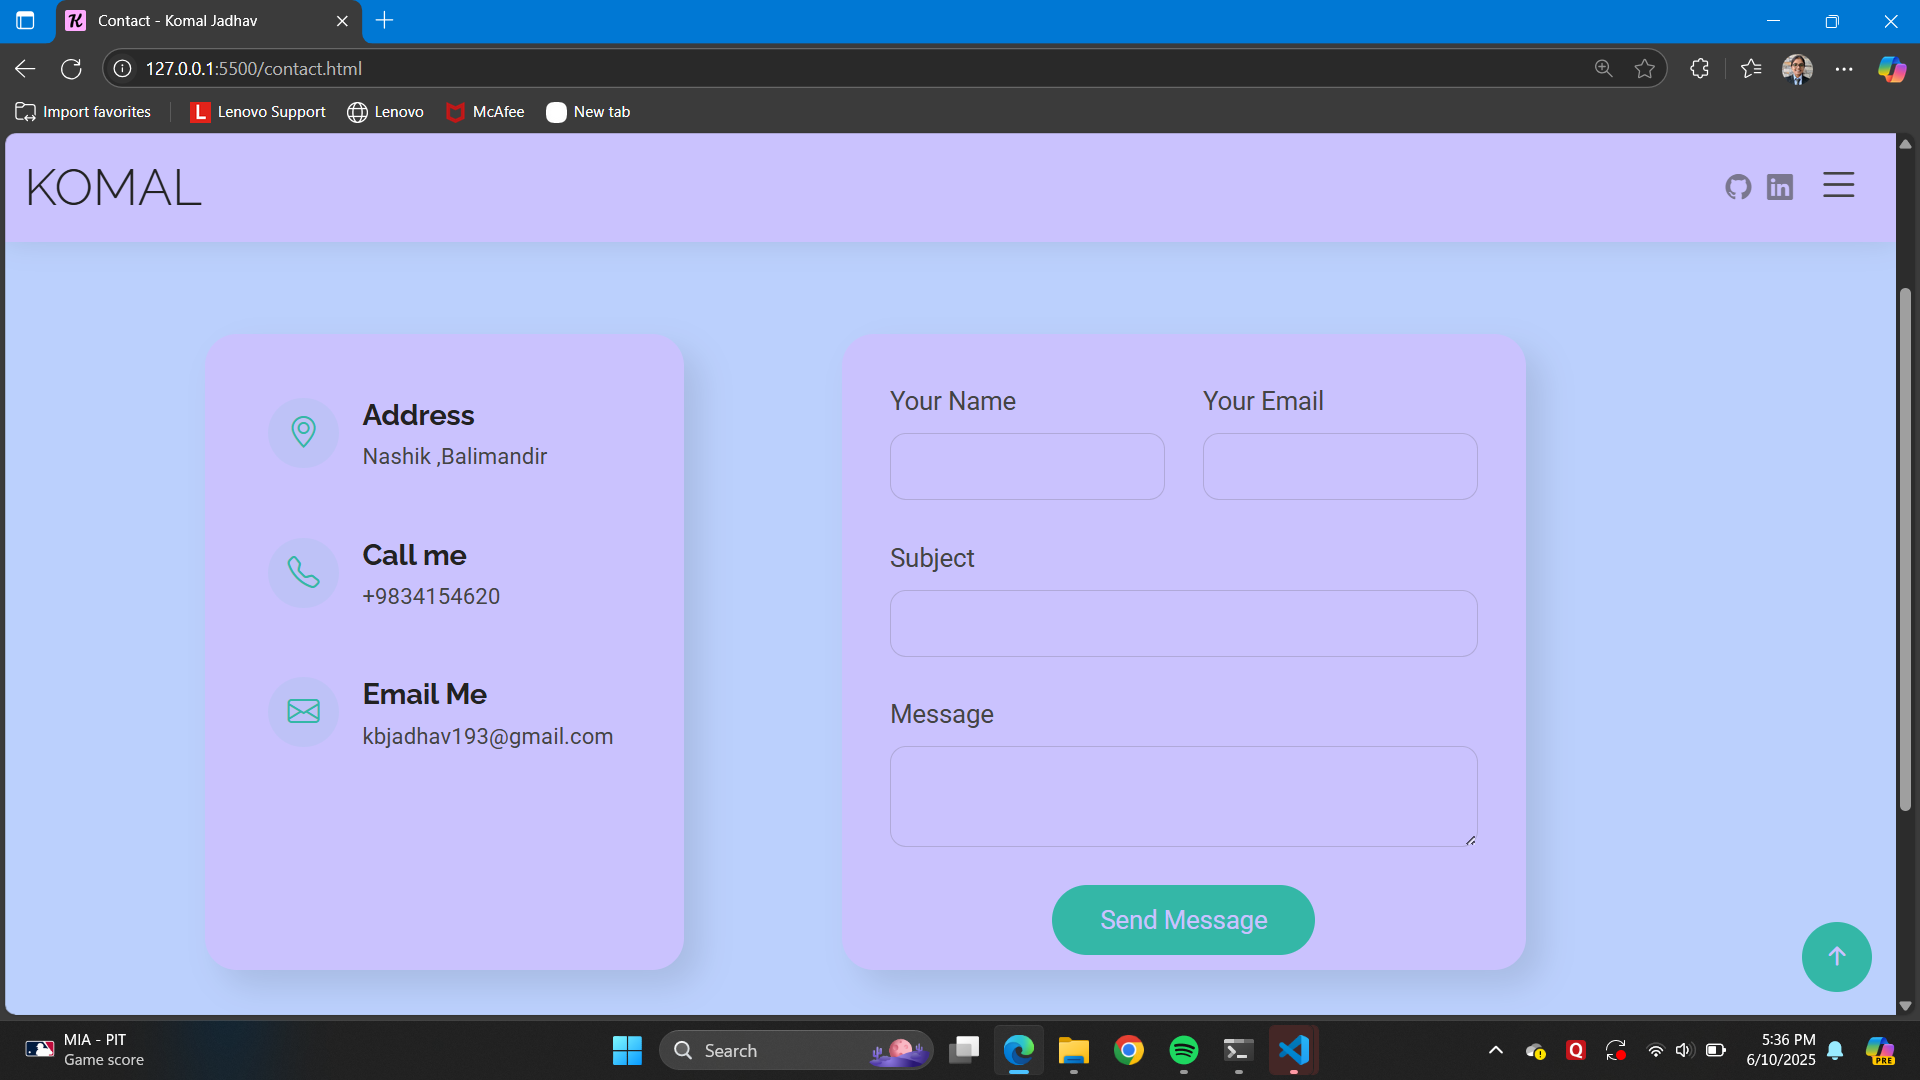 Contact - Komal Jadhav
127.0.0.1:5500/contact.html
Import favorites
L Lenovo Support
Lenovo
McAfee
New tab
KOMAL
Address
Nashik ,Balimandir
Call me
+9834154620
Email Me
kbjadhav193@gmail.com
Your Name
Your Email
Subject
Message
Send Message
MIA - PIT
Game score
Search
5:36 PM
6/10/2025
PRE